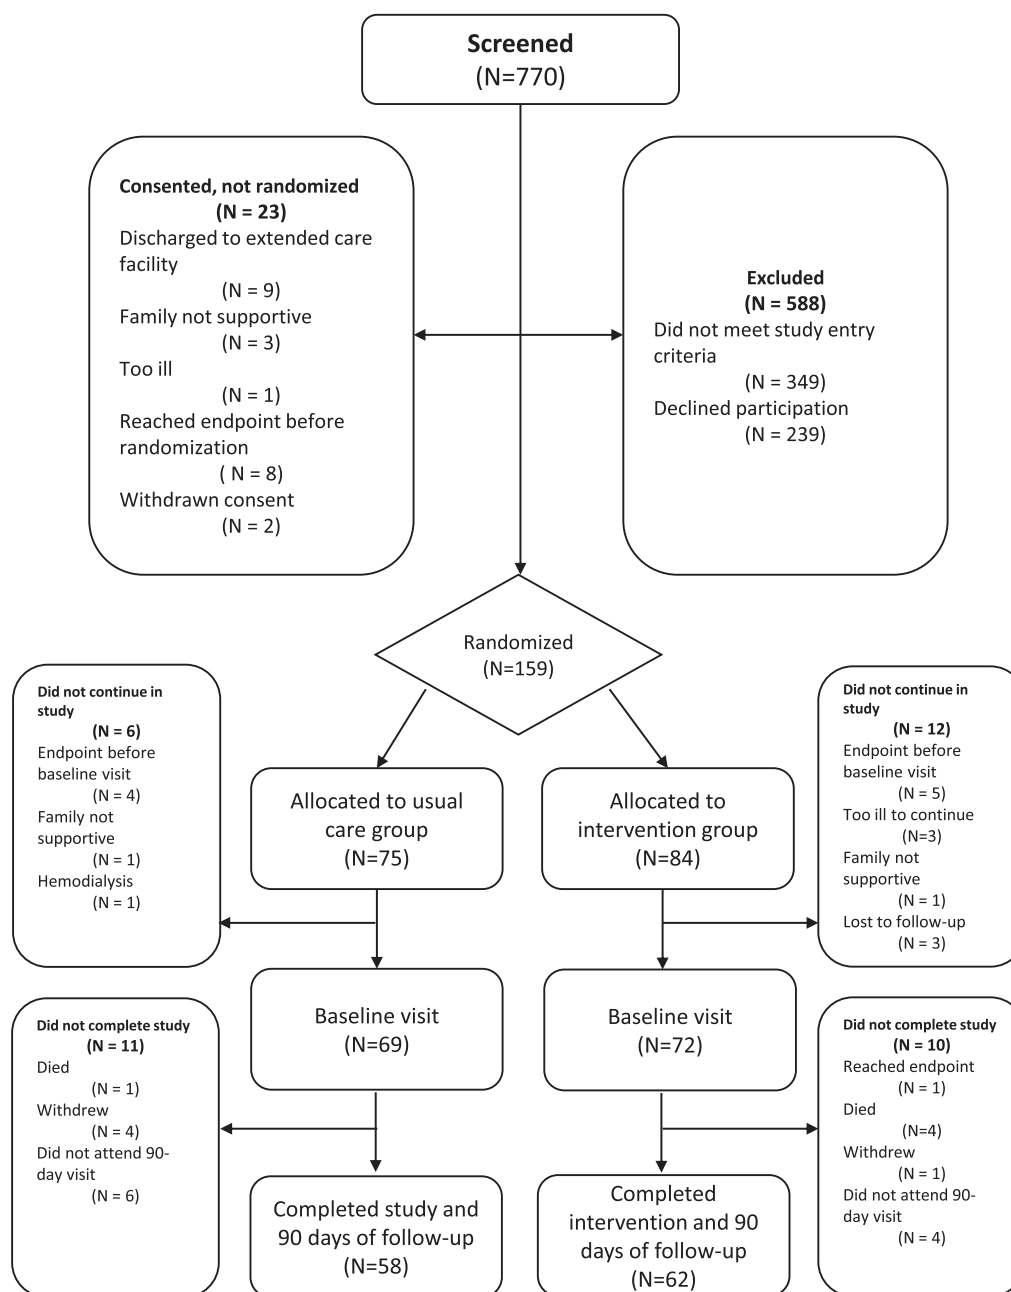 Screened
(N=770)
Consented, not randomized
(N = 23)
Discharged to extended care
facility
(N = 9)
Family not supportive
(N = 3)
Too ill
(N = 1)
Reached endpoint before
randomization
( N = 8)
Withdrawn consent
(N = 2)
Excluded
(N = 588)
Did not meet study entry
criteria
(N = 349)
Declined participation
(N = 239)
Randomized
(N=159)
Did not continue in
study
(N = 6)
Endpoint before
baseline visit
(N = 4)
Family not
supportive
(N = 1)
Hemodialysis
(N = 1)
Allocated to usual
care group
(N=75)
Allocated to
intervention group
(N=84)
Did not continue in
study
(N = 12)
Endpoint before
baseline visit
(N = 5)
Too ill to continue
(N=3)
Family not
supportive
(N = 1)
Lost to follow-up
(N = 3)
Baseline visit
(N=69)
Baseline visit
(N=72)
Did not complete study
(N = 11)
Died
(N = 1)
Withdrew
(N = 4)
Did not attend 90-
day visit
(N = 6)
Completed study and
90 days of follow-up
(N=58)
Completed
intervention and 90
days of follow-up
(N=62)
Did not complete study
(N = 10)
Reached endpoint
(N = 1)
Died
(N=4)
Withdrew
(N = 1)
Did not attend 90-
day visit
(N = 4)